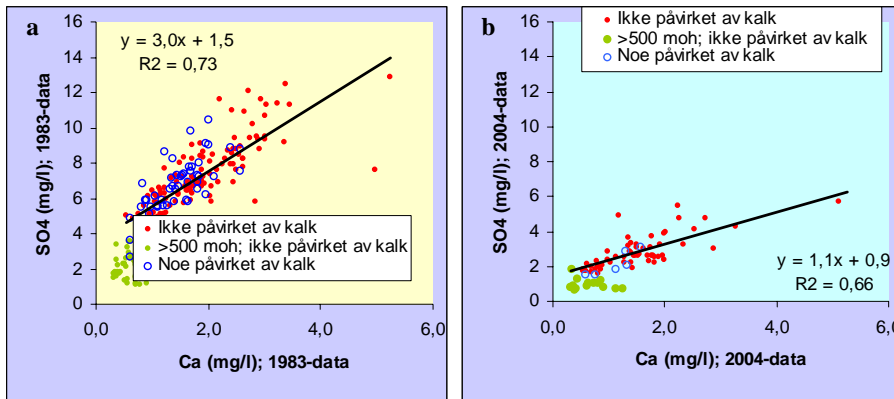 a
y = 3,0x + 1,5
R2 = 0,73
SO4 (mg/l); 1983-data
16
14
12
10
8
6
4
2
0
Ikke påvirket av kalk
>500 moh; ikke påvirket av kalk
Noe påvirket av kalk
0,0 2,0 4,0 6,0
Ca (mg/l); 1983-data
b
Ikke påvirket av kalk
>500 moh; ikke påvirket av kalk
Noe påvirket av kalk
SO4 (mg/l); 2004-data
16
14
12
10
8
6
4
2
0
y = 1,1x + 0,9
R2 = 0,66
0,0 2,0 4,0 6,0
Ca (mg/l); 2004-data